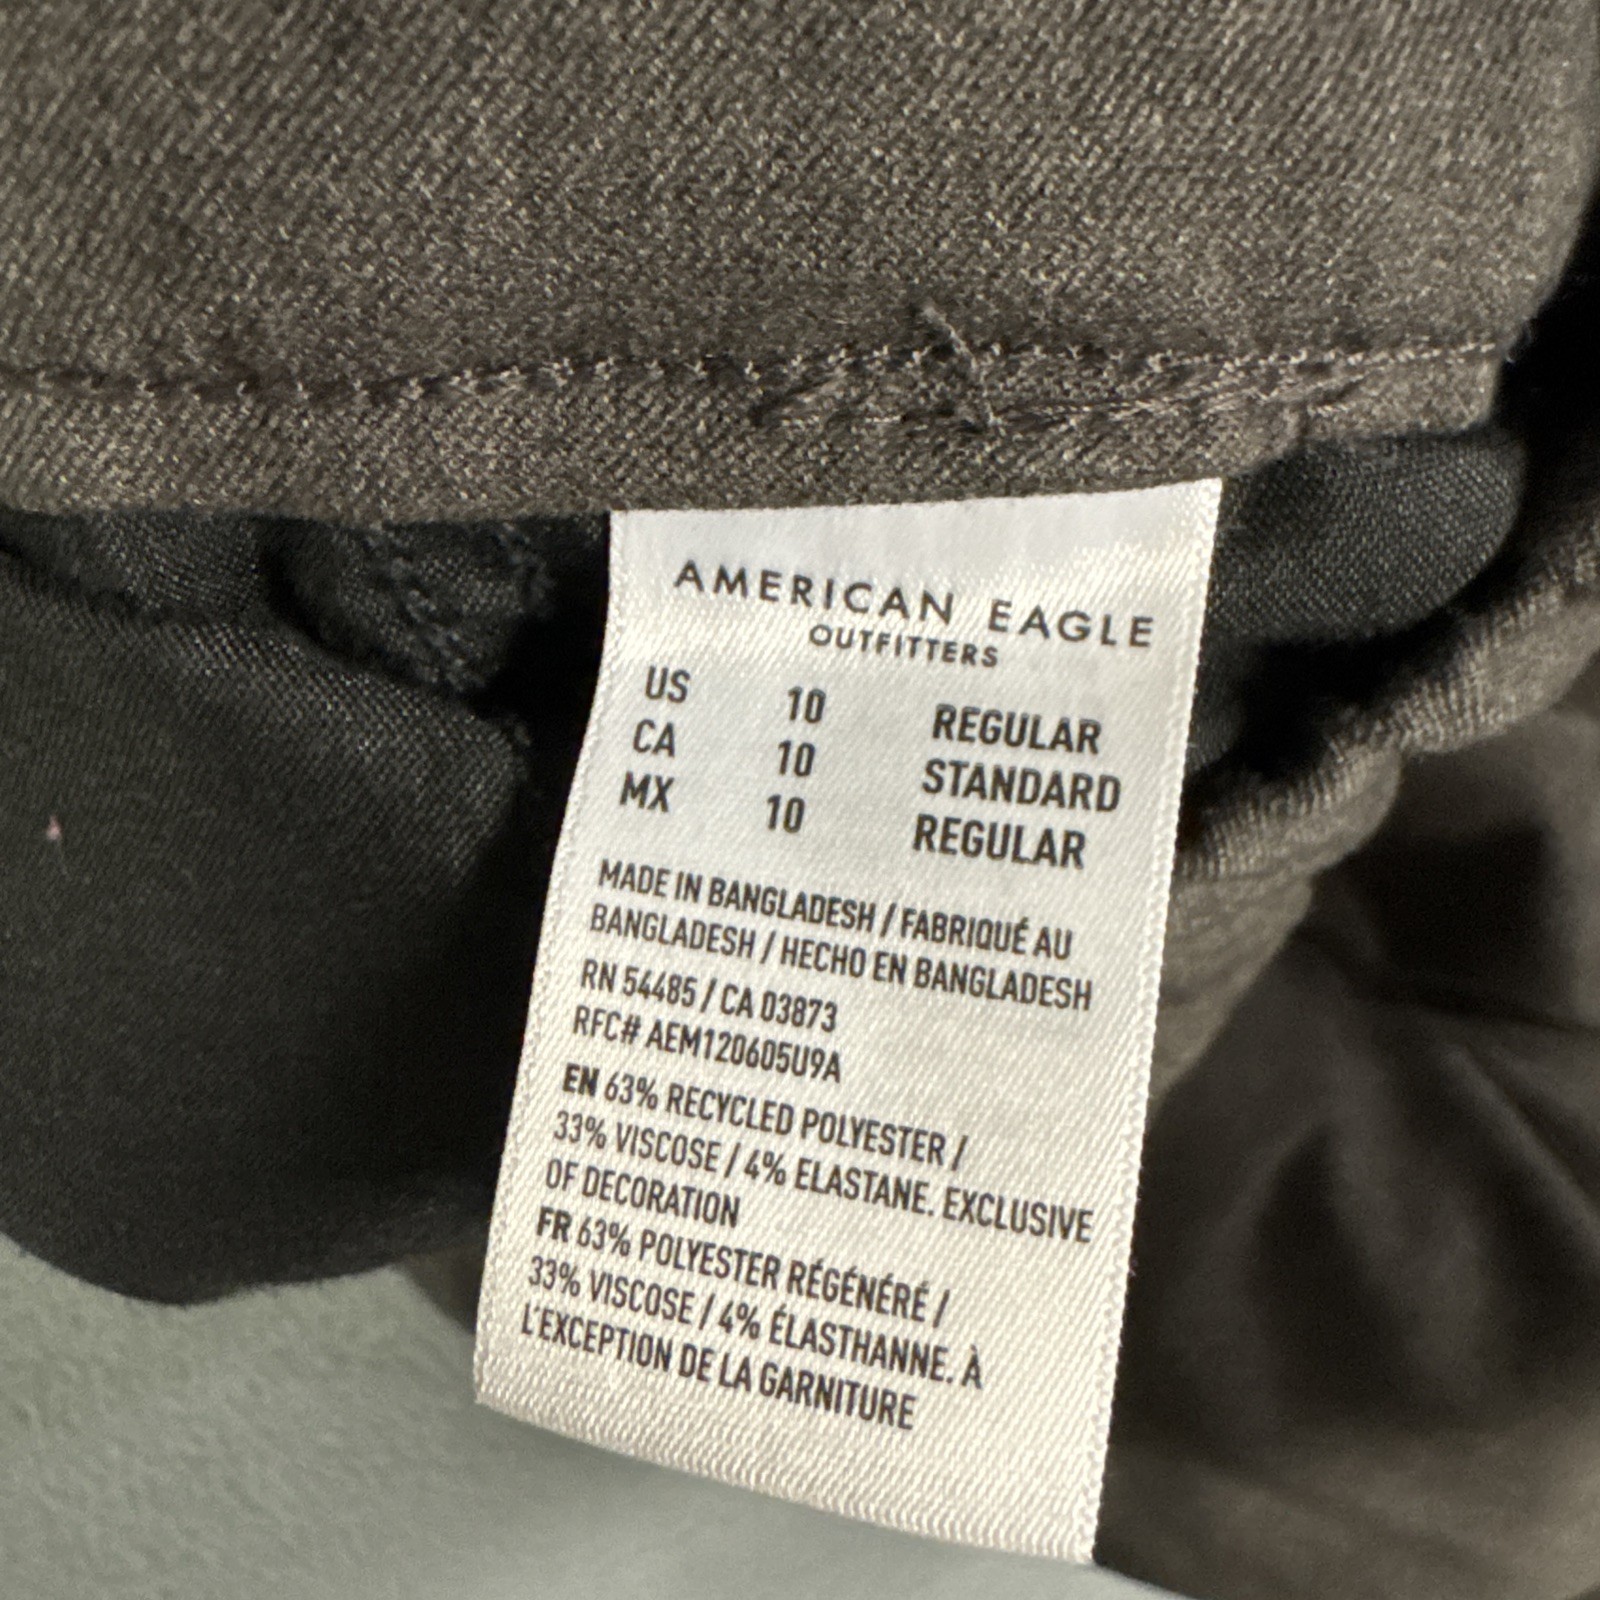 AMERICAN EAGLE
OUTFITTERS
US 10 REGULAR
CA 10 STANDARD
MX 10 REGULAR
MADE IN BANGLADESH / FABRIQUÉ AU
BANGLADESH / HECHO EN BANGLADESH
RN 54485 / CA 03873
RFC# AEM120605U9A
EN 63% RECYCLED POLYESTER /
33% VISCOSE / 4% ELASTANE. EXCLUSIVE
OF DECORATION
FR 63% POLYESTER RÉGÉNÉRÉ /
33% VISCOSE / 4% ÉLASTHANNE. À
L'EXCEPTION DE LA GARNITURE